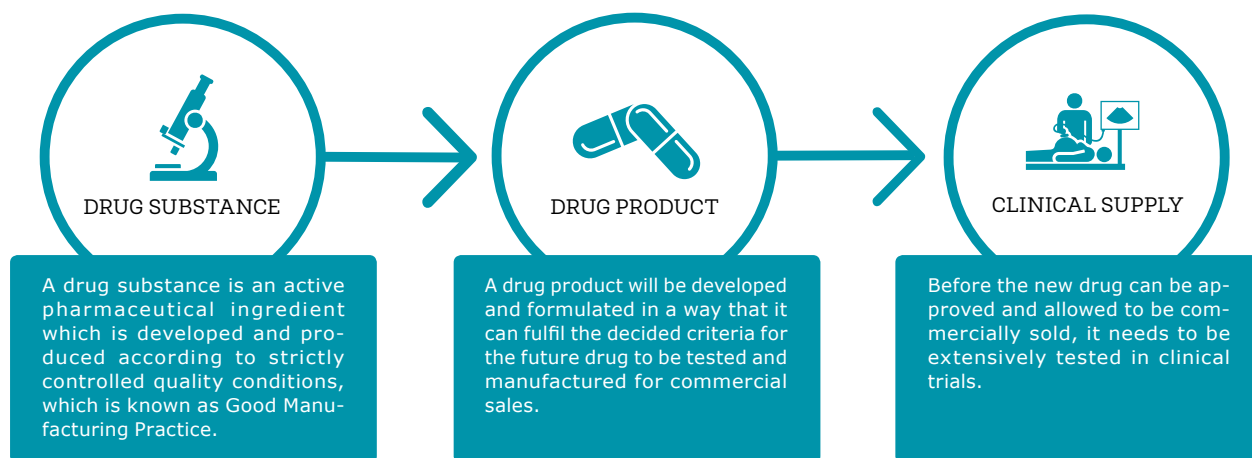 DRUG SUBSTANCE
A drug substance is an active
pharmaceutical ingredient
which is developed and pro-
duced according to strictly
controlled quality conditions,
which is known as Good Manu-
facturing Practice.
DRUG PRODUCT
A drug product will be developed
and formulated in a way that it
can fulfil the decided criteria for
the future drug to be tested and
manufactured for commercial
sales.
CLINICAL SUPPLY
Before the new drug can be ap-
proved and allowed to be com-
mercially sold, it needs to be
extensively tested in clinical
trials.